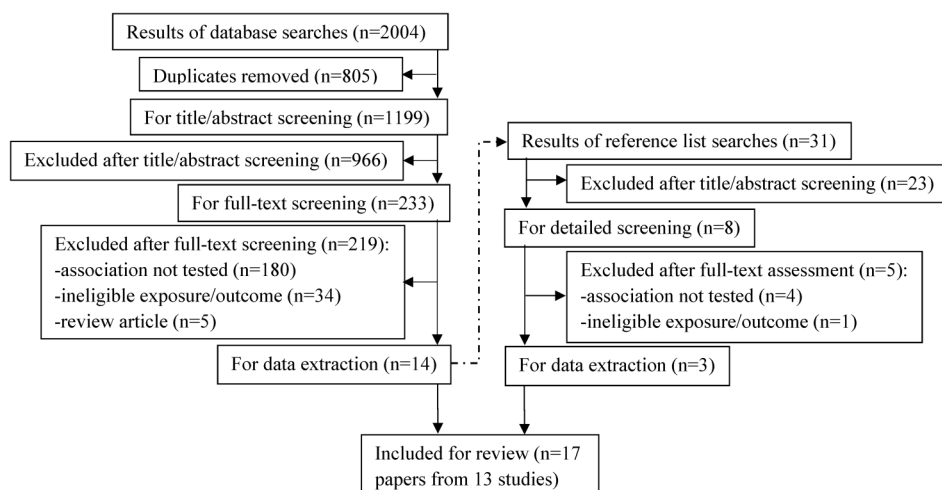 Results of database searches (n=2004)
Duplicates removed (n=805)
For title/abstract screening (n=1199)
Excluded after title/abstract screening (n=966)
For full-text screening (n=233)
Excluded after full-text screening (n=219):
-association not tested (n=180)
-ineligible exposure/outcome (n=34)
-review article (n=5)
For data extraction (n=14)
Results of reference list searches (n=31)
Excluded after title/abstract screening (n=23)
For detailed screening (n=8)
Excluded after full-text assessment (n=5):
-association not tested (n=4)
-ineligible exposure/outcome (n=1)
For data extraction (n=3)
Included for review (n=17
papers from 13 studies)